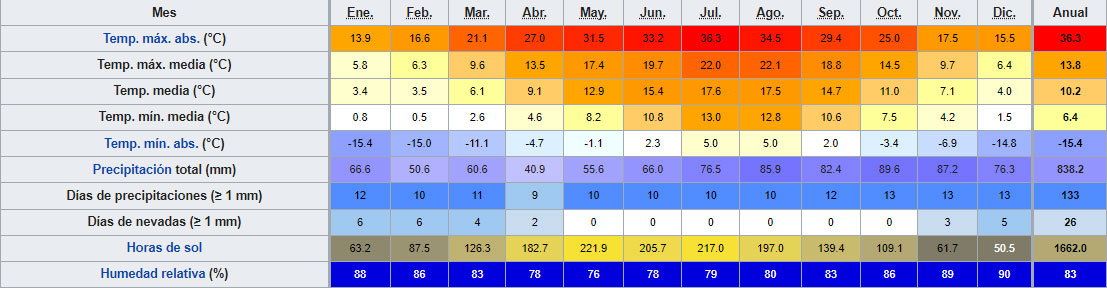 Mes Ene. Feb. Mar. Abr. May. Jun. Jul. Ago. Sep. Oct. Nov. Dic. Anual
Temp. máx. abs. (°C) 13.9 16.6 21.1 27.0 31.5 33.2 36.3 34.5 29.4 25.0 17.5 15.5 36.3
Temp. máx. media (°C) 5.8 6.3 9.6 13.5 17.4 19.7 22.0 22.1 18.8 14.5 9.7 6.4 13.8
Temp. media (°C) 3.4 3.5 6.1 9.1 12.9 15.4 17.6 17.5 14.7 11.0 7.1 4.0 10.2
Temp. mín. media (°C) 0.8 0.5 2.6 4.6 8.2 10.8 13.0 12.8 10.6 7.5 4.2 1.5 6.4
Temp. mín. abs. (°C) -15.4 -15.0 -11.1 -4.7 -1.1 2.3 5.0 5.0 2.0 -3.4 -6.9 -14.8 -15.4
Precipitación total (mm) 66.6 50.6 60.6 40.9 55.6 66.0 76.5 85.9 82.4 89.6 87.2 76.3 838.2
Días de precipitaciones (≥ 1 mm) 12 10 11 9 10 10 10 10 12 13 13 13 133
Días de nevadas (≥ 1 mm) 6 6 4 2 0 0 0 0 0 0 3 5 26
Horas de sol 63.2 87.5 126.3 182.7 221.9 205.7 217.0 197.0 139.4 109.1 61.7 50.5 1662.0
Humedad relativa (%) 88 86 83 78 76 78 79 80 83 86 89 90 83